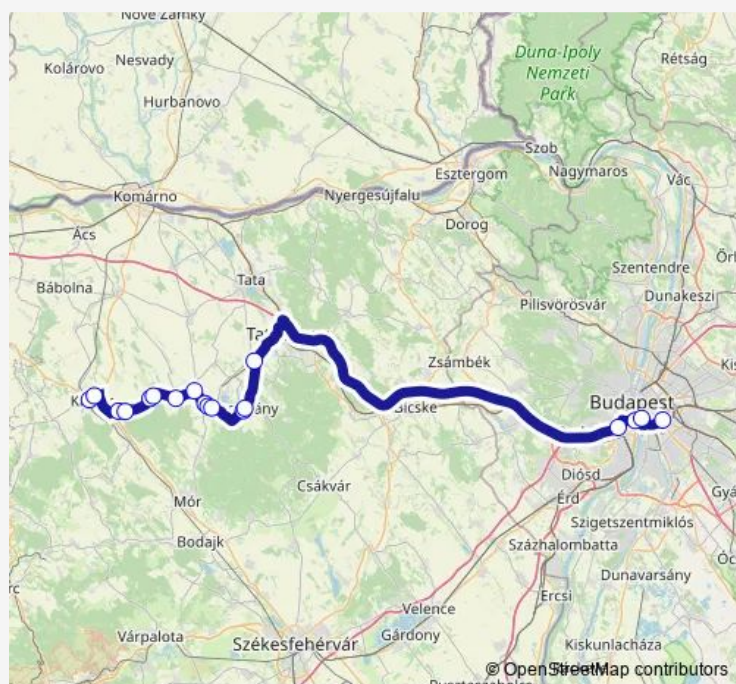 Nové Zámky
Kolárovo
Nesvady
Hurbanovo
Duna-Ipoly
Nemzeti
Park
Rétság
Szob
Nagymaros
Vác
Esztergom
Komárno
Nyergesújfalu
Dorog
Ács
Szentendre
Tata
Dunakeszi
Bábolna
Pilisvörösvár
Zsámbék
Budapest
Bicske
Diósd
Csákvár
Érd
Mór
Szigetszentmiklós
Bodajk
Százhalombatta
Dunavarsány
Ercsi
Velence
Várpalota
Székesfehérvár
Gárdony
Kiskunlacháza
© OpenStreetMap contributors